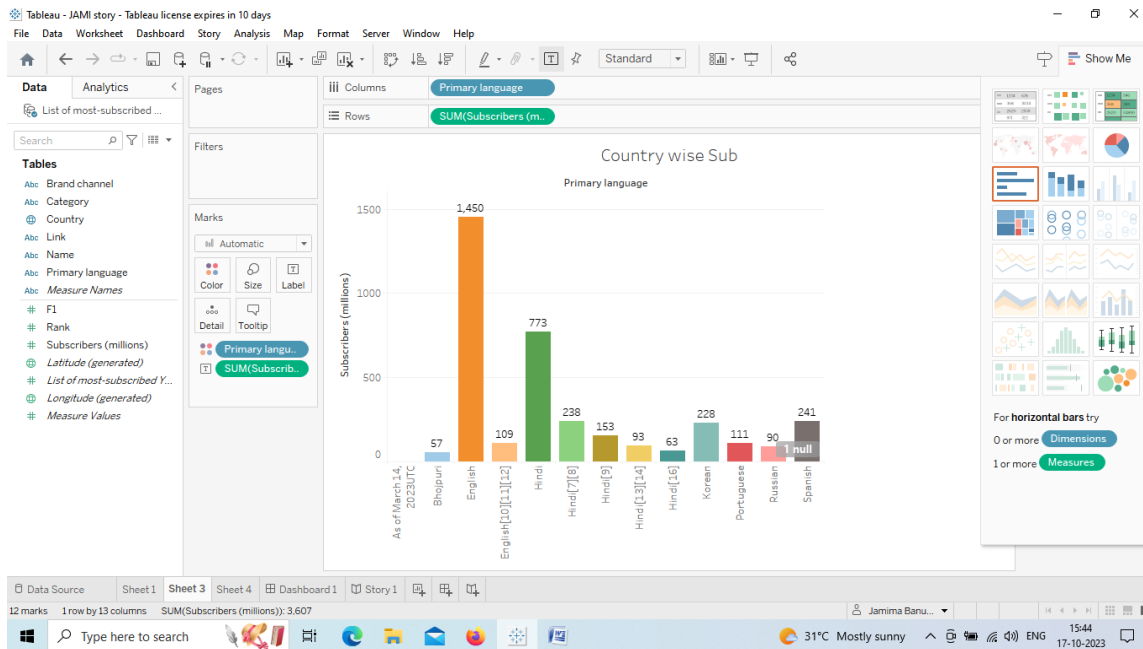 Tableau - JAMI story - Tableau license expires in 10 days
File Data Worksheet Dashboard Story Analysis Map Format Server Window Help
Standard
Show Me
Data Analytics
List of most-subscribed ...
Search
Tables
Abc Brand channel
Abc Category
Country
Abc Link
Abc Name
Abc Primary language
Abc Measure Names
# F1
# Rank
# Subscribers (millions)
Latitude (generated)
# List of most-subscribed Y...
Longitude (generated)
# Measure Values
Pages
Filters
Marks
Automatic
Color Size Label
Detail Tooltip
Primary langu..
SUM(Subscrib..
Columns Primary language
Rows SUM(Subscribers (m..
Country wise Sub
Primary language
Subscribers (millions)
1500
1000
500
0
57
1,450
109
773
238
153
93
63
228
111
90
241
1 null
As of March 14,
2023UTC
Bhojpuri
English
English[10][11][12]
Hindi
Hindi[7][8]
Hindi[9]
Hindi[13][14]
Hindi[16]
Korean
Portuguese
Russian
Spanish
For horizontal bars try
0 or more Dimensions
1 or more Measures
Data Source Sheet 1 Sheet 3 Sheet 4 Dashboard 1 Story 1
12 marks 1 row by 13 columns SUM(Subscribers (millions)): 3,607
Jamima Banu...
Type here to search
31°C Mostly sunny
ENG
15:44
17-10-2023